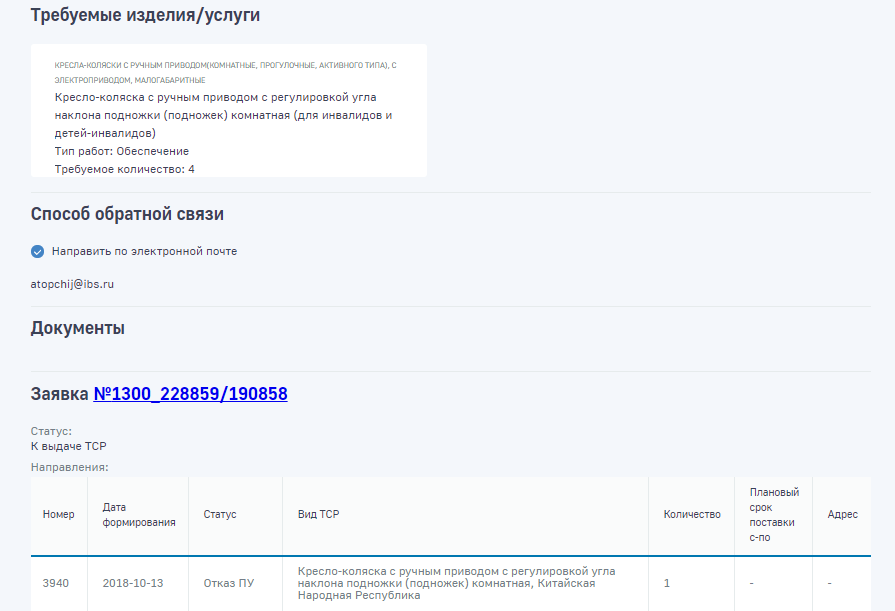 Требуемые изделия/услуги
КРЕСЛА-КОЛЯСКИ С РУЧНЫМ ПРИВОДОМ(КОМНАТНЫЕ, ПРОГУЛОЧНЫЕ, АКТИВНОГО ТИПА), С
ЭЛЕКТРОПРИВОДОМ, МАЛОГАБАРИТНЫЕ
Кресло-коляска с ручным приводом с регулировкой угла
наклона подножки (подножек) комнатная (для инвалидов и
детей-инвалидов)
Тип работ: Обеспечение
Требуемое количество: 4
Способ обратной связи
Направить по электронной почте
atopchij@ibs.ru
Документы
Заявка №1300_228859/190858
Статус:
К выдаче ТСР
Направления:
Номер
Дата
формирования
Статус
Вид ТСР
Количество
Плановый
срок
поставки
с-по
Адрес
3940
2018-10-13
Отказ ПУ
Кресло-коляска с ручным приводом с регулировкой угла
наклона подножки (подножек) комнатная, Китайская
Народная Республика
1
-
-